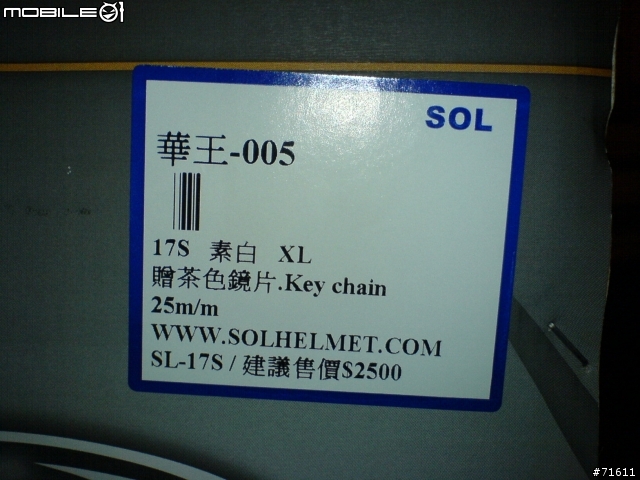 MOBILE01
SOL
華王-005
17S 素白 XL
贈茶色鏡片.Key chain
25m/m
WWW.SOLHELMET.COM
SL-17S / 建議售價$2500
#71611